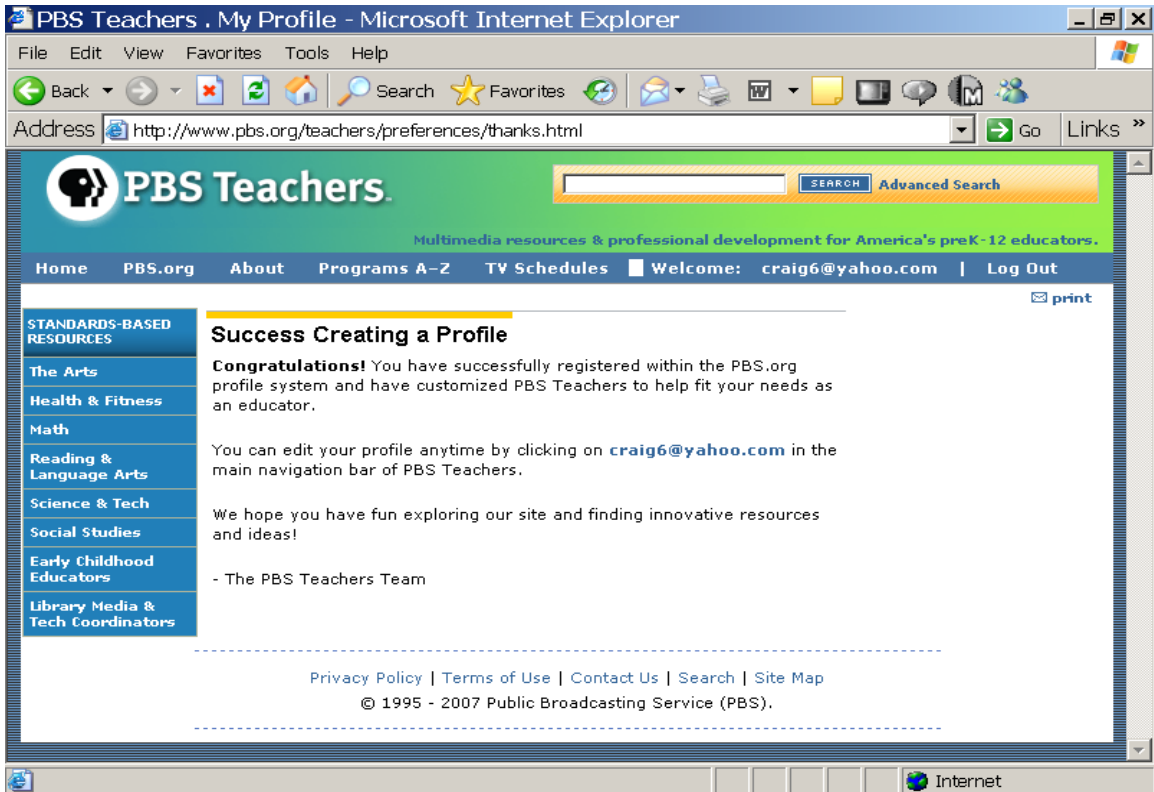 PBS Teachers . My Profile - Microsoft Internet Explorer
File Edit View Favorites Tools Help
Back Search Favorites
Address http://www.pbs.org/teachers/preferences/thanks.html Go Links »
PBS Teachers. SEARCH Advanced Search
Multimedia resources & professional development for America's preK-12 educators.
Home PBS.org About Programs A-Z TV Schedules Welcome: craig6@yahoo.com | Log Out
print
STANDARDS-BASED
RESOURCES
The Arts
Health & Fitness
Math
Reading &
Language Arts
Science & Tech
Social Studies
Early Childhood
Educators
Library Media &
Tech Coordinators
Success Creating a Profile
Congratulations! You have successfully registered within the PBS.org
profile system and have customized PBS Teachers to help fit your needs as
an educator.
You can edit your profile anytime by clicking on craig6@yahoo.com in the
main navigation bar of PBS Teachers.
We hope you have fun exploring our site and finding innovative resources
and ideas!
- The PBS Teachers Team
Privacy Policy | Terms of Use | Contact Us | Search | Site Map
© 1995 - 2007 Public Broadcasting Service (PBS).
Internet